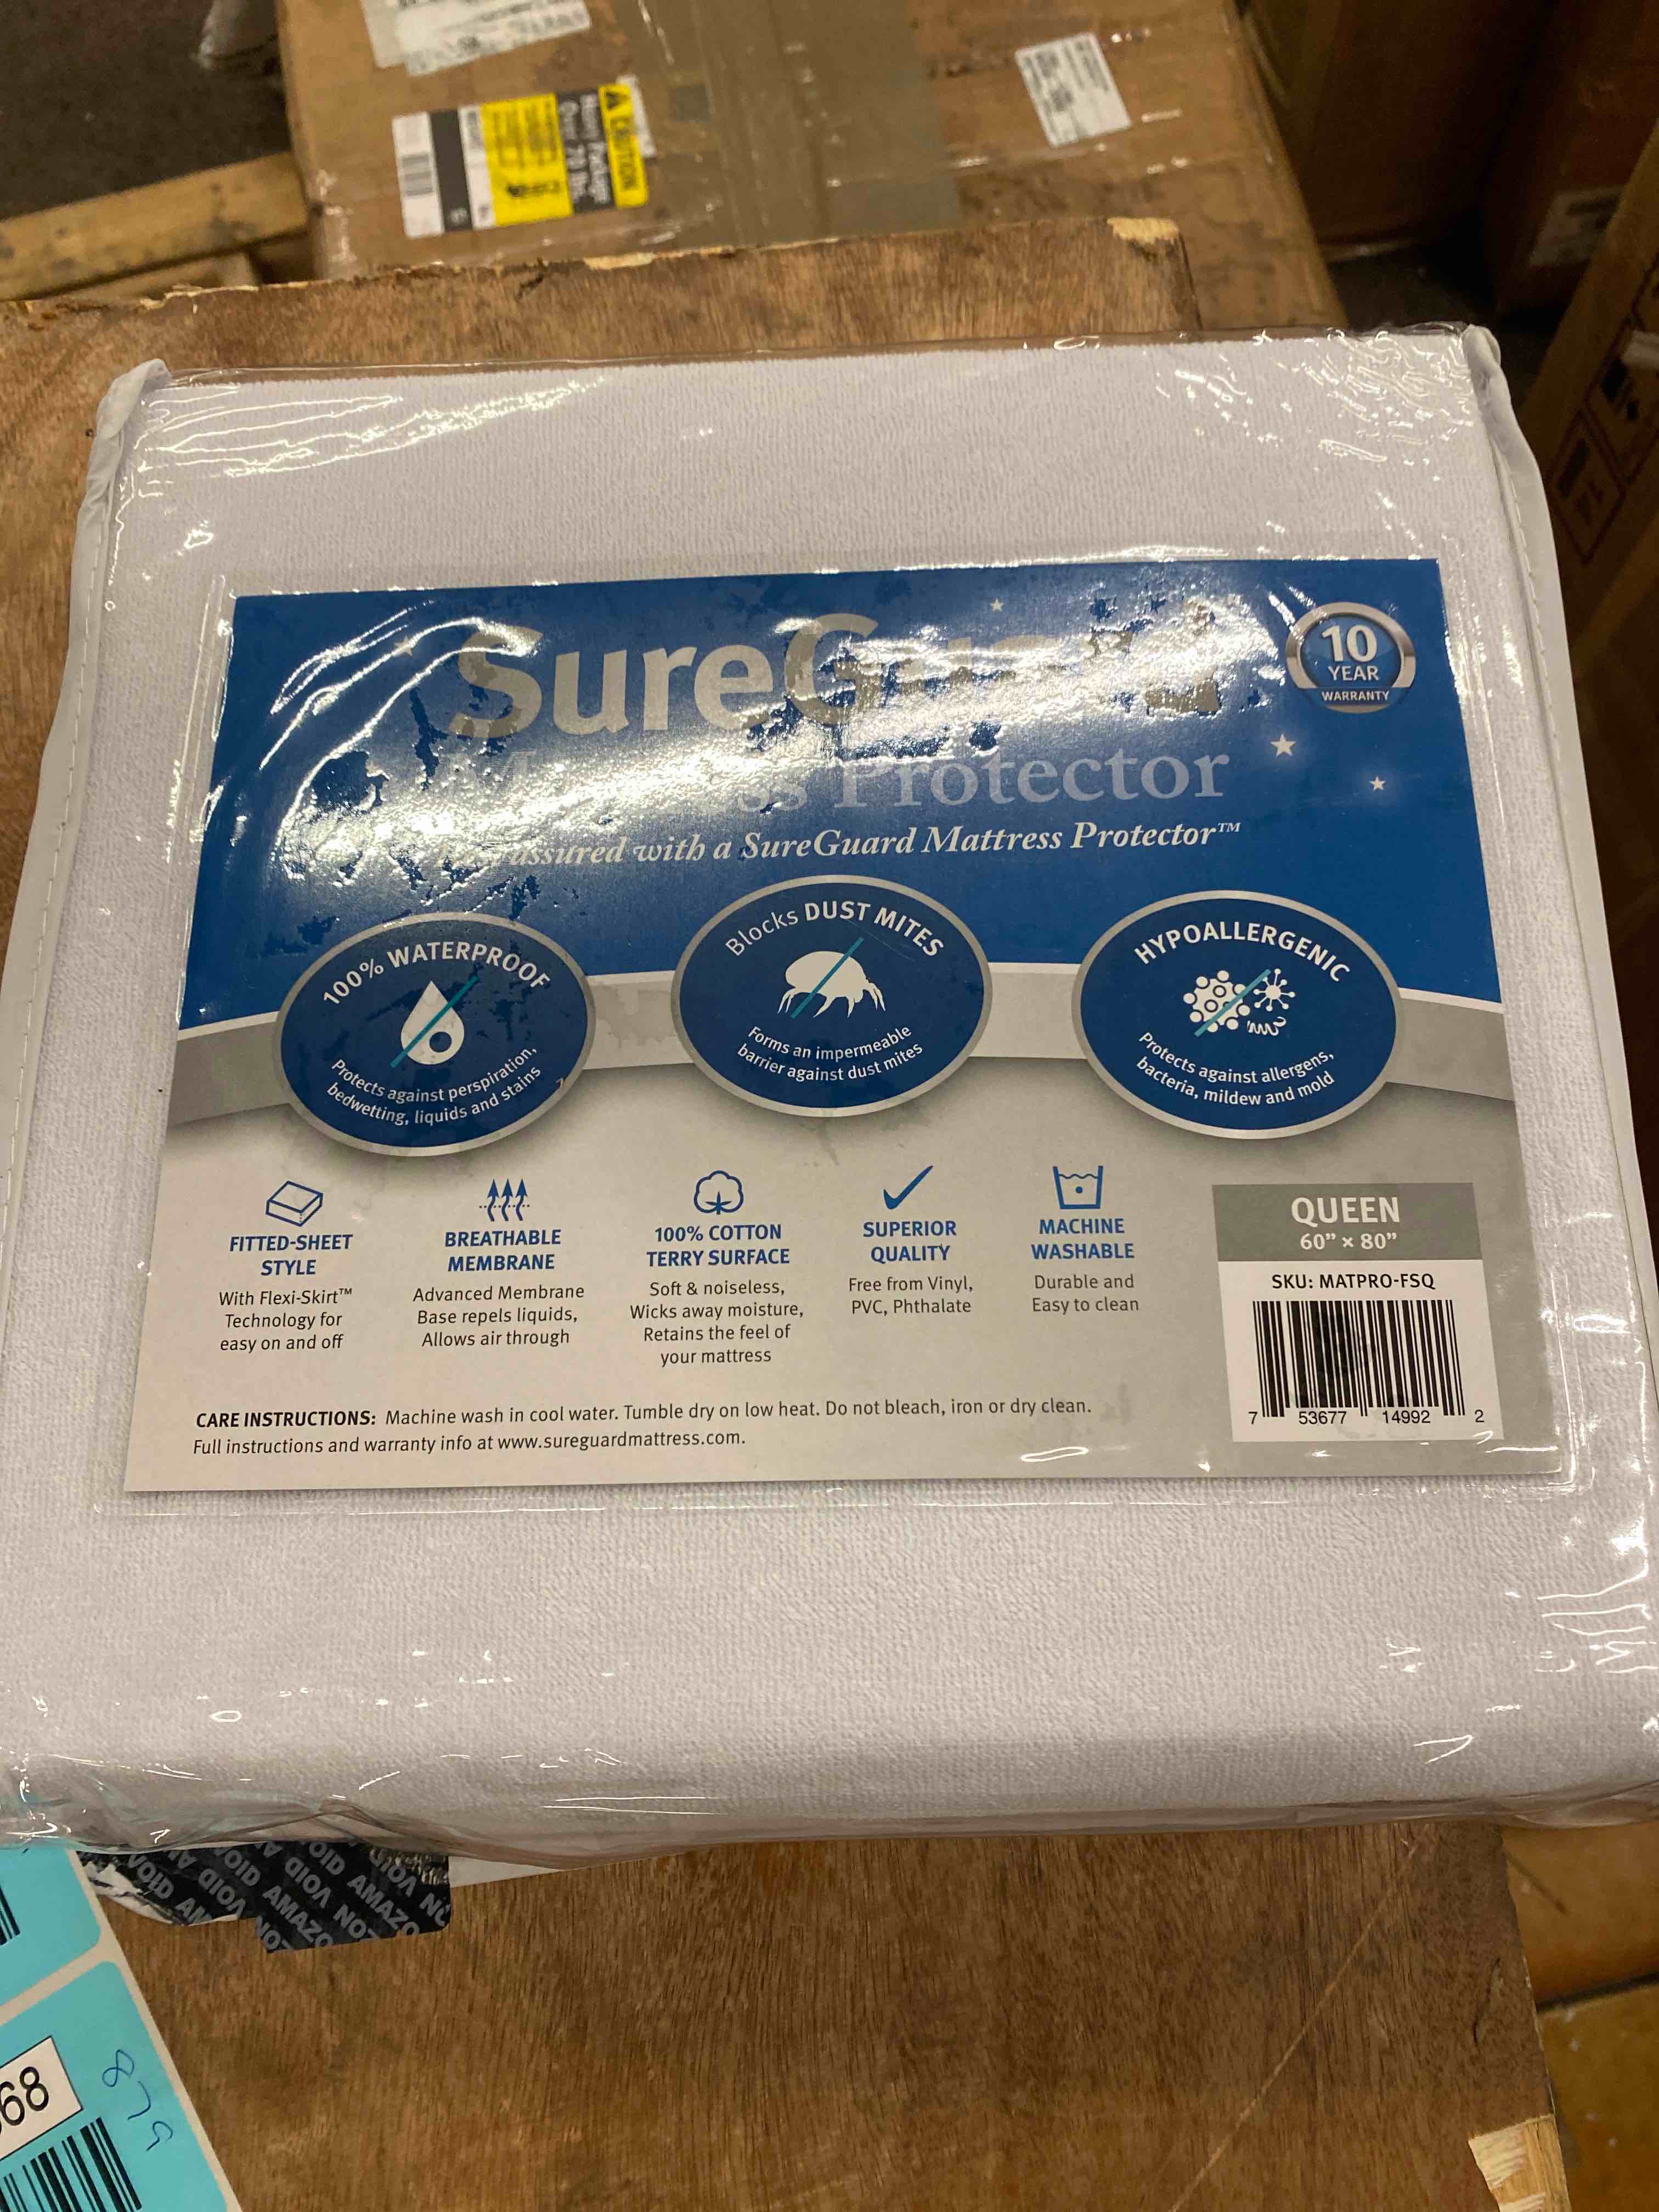 CAUTION
SureGuard
10
YEAR
WARRANTY
Protector
assured with a SureGuard Mattress Protector™
100% WATERPROOF
Protects against perspiration,
bedwetting, liquids and stains
Blocks DUST MITES
Forms an impermeable
barrier against dust mites
HYPOALLERGENIC
Protects against allergens,
bacteria, mildew and mold
FITTED-SHEET
STYLE
With Flexi-Skirt™
Technology for
easy on and off
BREATHABLE
MEMBRANE
Advanced Membrane
Base repels liquids,
Allows air through
100% COTTON
TERRY SURFACE
Soft & noiseless,
Wicks away moisture,
Retains the feel of
your mattress
SUPERIOR
QUALITY
Free from Vinyl,
PVC, Phthalate
MACHINE
WASHABLE
Durable and
Easy to clean
QUEEN
60” × 80”
SKU: MATPRO-FSQ
7 53677 14992 2
CARE INSTRUCTIONS: Machine wash in cool water. Tumble dry on low heat. Do not bleach, iron or dry clean.
Full instructions and warranty info at www.sureguardmattress.com.
VOID AMAZO
68